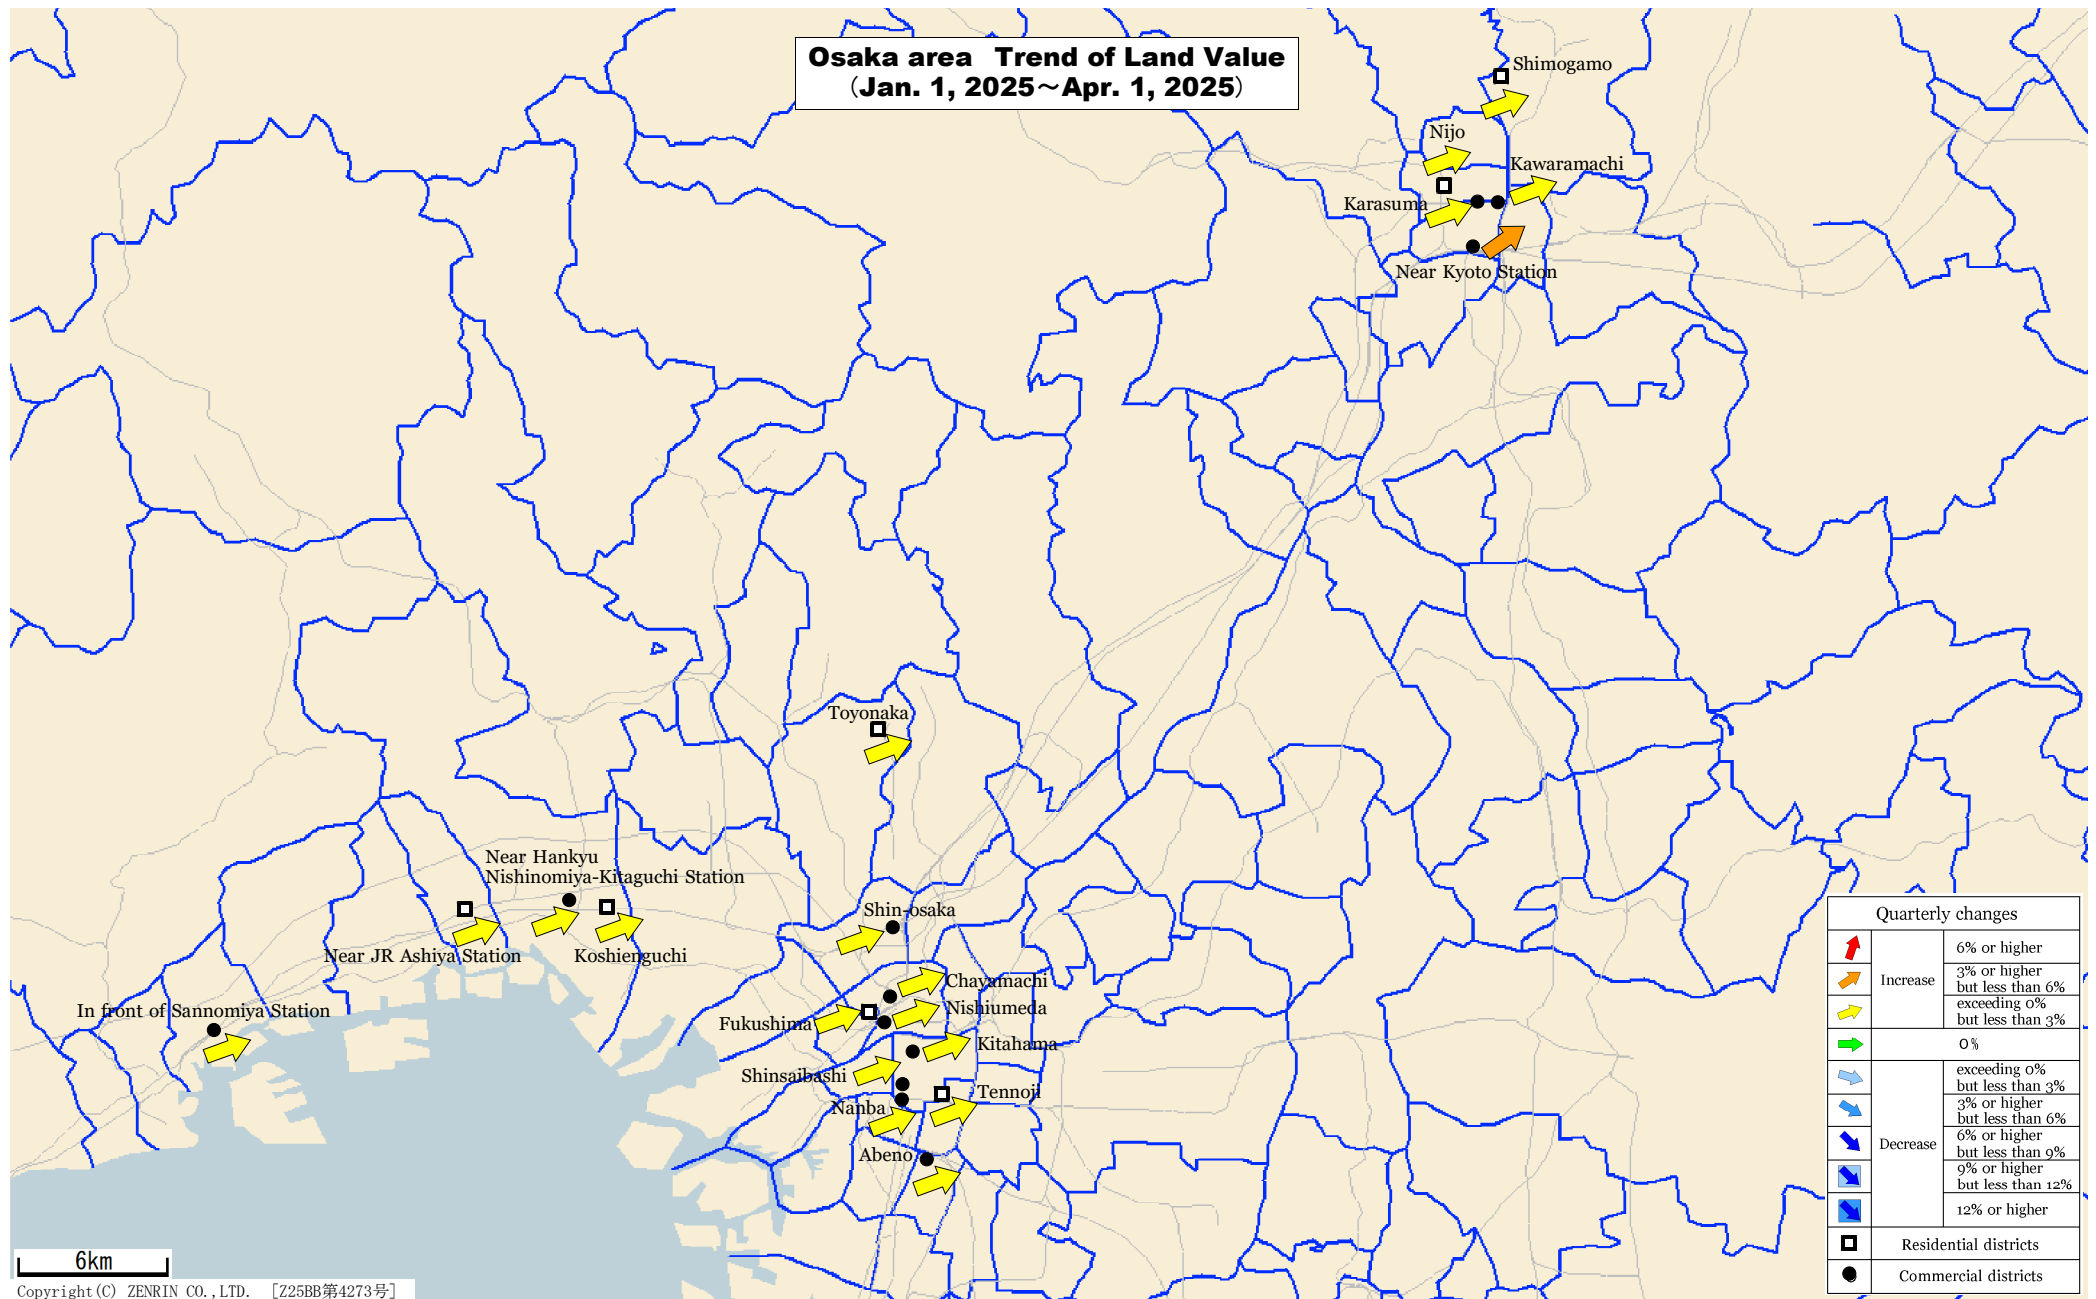 Osaka area Trend of Land Value
（Jan. 1, 2025～Apr. 1, 2025）
Shimogamo
Nijo
Kawaramachi
Karasuma
Near Kyoto Station
Toyonaka
Near Hankyu
Nishinomiya-Kitaguchi Station
Shin-osaka
Near JR Ashiya Station
Koshienguchi
Chayamachi
In front of Sannomiya Station
Nishiumeda
Fukushima
Kitahama
Shinsaibashi
Tennoji
Nanba
Abeno
Quarterly changes
Increase
6% or higher
3% or higher
but less than 6%
exceeding 0%
but less than 3%
0%
Decrease
exceeding 0%
but less than 3%
3% or higher
but less than 6%
6% or higher
but less than 9%
9% or higher
but less than 12%
12% or higher
Residential districts
Commercial districts
6km
Copyright(C) ZENRIN CO.,LTD. [Z25BB第4273号]